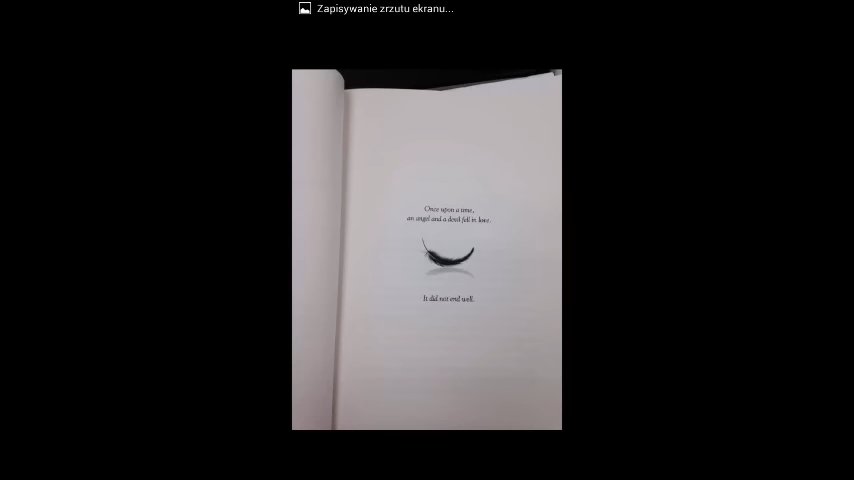 Zapisywanie zrzutu ekranu...
Once upon a time,
an angel and a devil fell in love.
It did not end well.